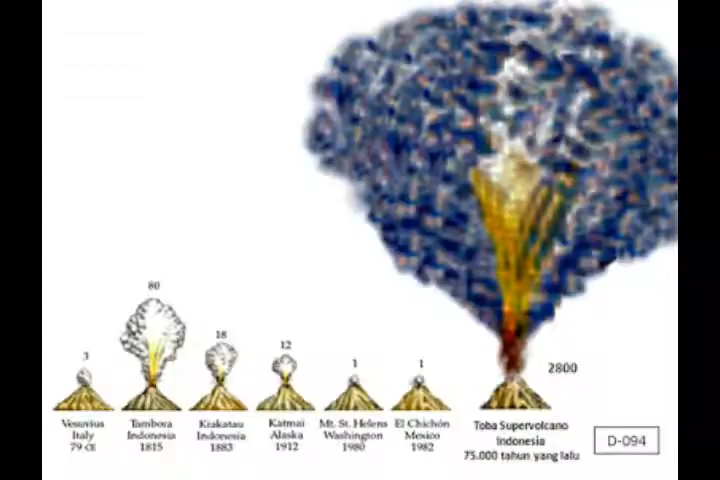 80
18
12
3
1
1
2800
Vesuvius
Italy
79 CE
Tambora
Indonesia
1815
Krakatau
Indonesia
1883
Katmai
Alaska
1912
Mt. St. Helens
Washington
1980
El Chichón
Mexico
1982
Toba Supervolcano
Indonesia
75.000 tahun yang lalu
D-094